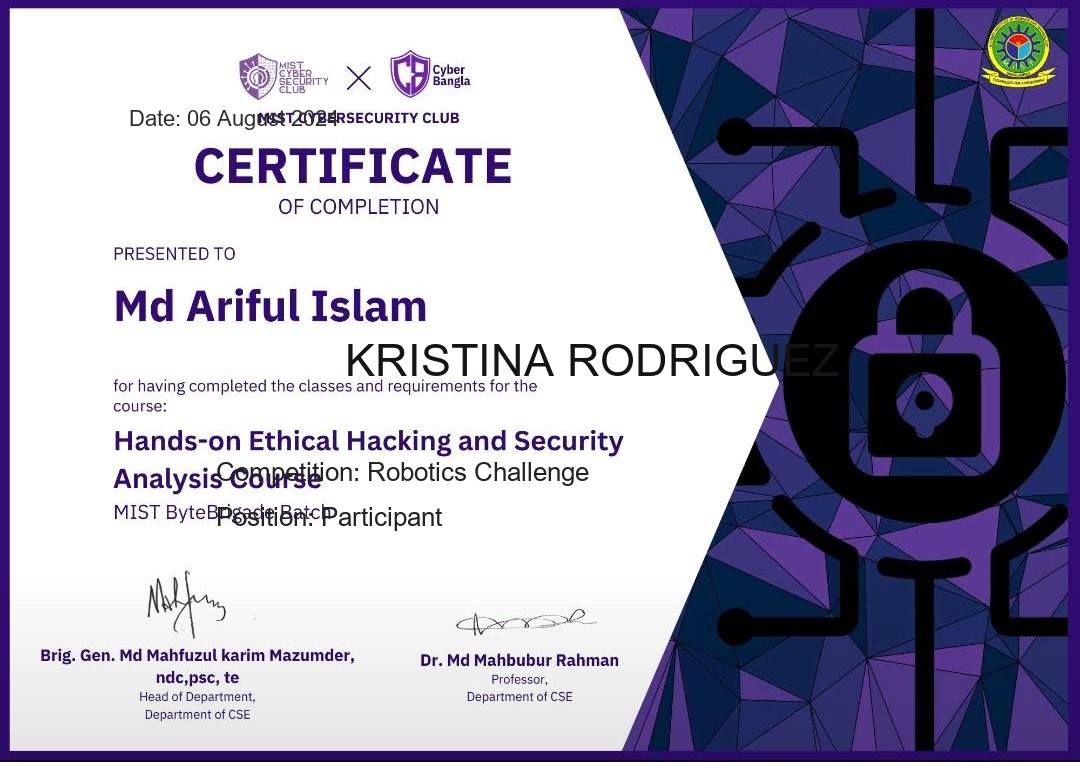 MIST
CYBER
SECURITY
CLUB
Cyber
Bangla
Date: 06 August 2024
MIST CYBERSECURITY CLUB
CERTIFICATE
OF COMPLETION
PRESENTED TO
Md Ariful Islam
KRISTINA RODRIGUEZ
for having completed the classes and requirements for the
course:
Hands-on Ethical Hacking and Security
Analysis Course
Competition: Robotics Challenge
MIST ByteBrigade Batch
Position: Participant
Brig. Gen. Md Mahfuzul karim Mazumder,
ndc,psc, te
Head of Department,
Department of CSE
Dr. Md Mahbubur Rahman
Professor,
Department of CSE